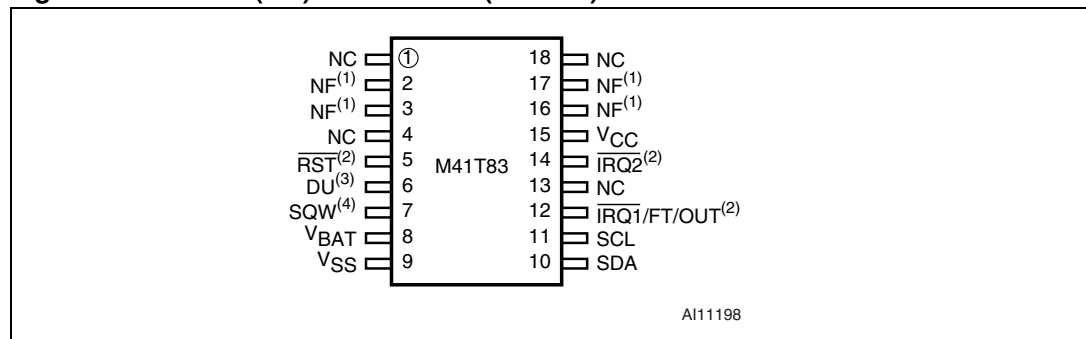 NC 1 18 NC
NF(1) 2 17 NF(1)
NF(1) 3 16 NF(1)
NC 4 15 VCC
RST(2) 5 M41T83 14 IRQ2(2)
DU(3) 6 13 NC
SQW(4) 7 12 IRQ1/FT/OUT(2)
VBAT 8 11 SCL
VSS 9 10 SDA
AI11198